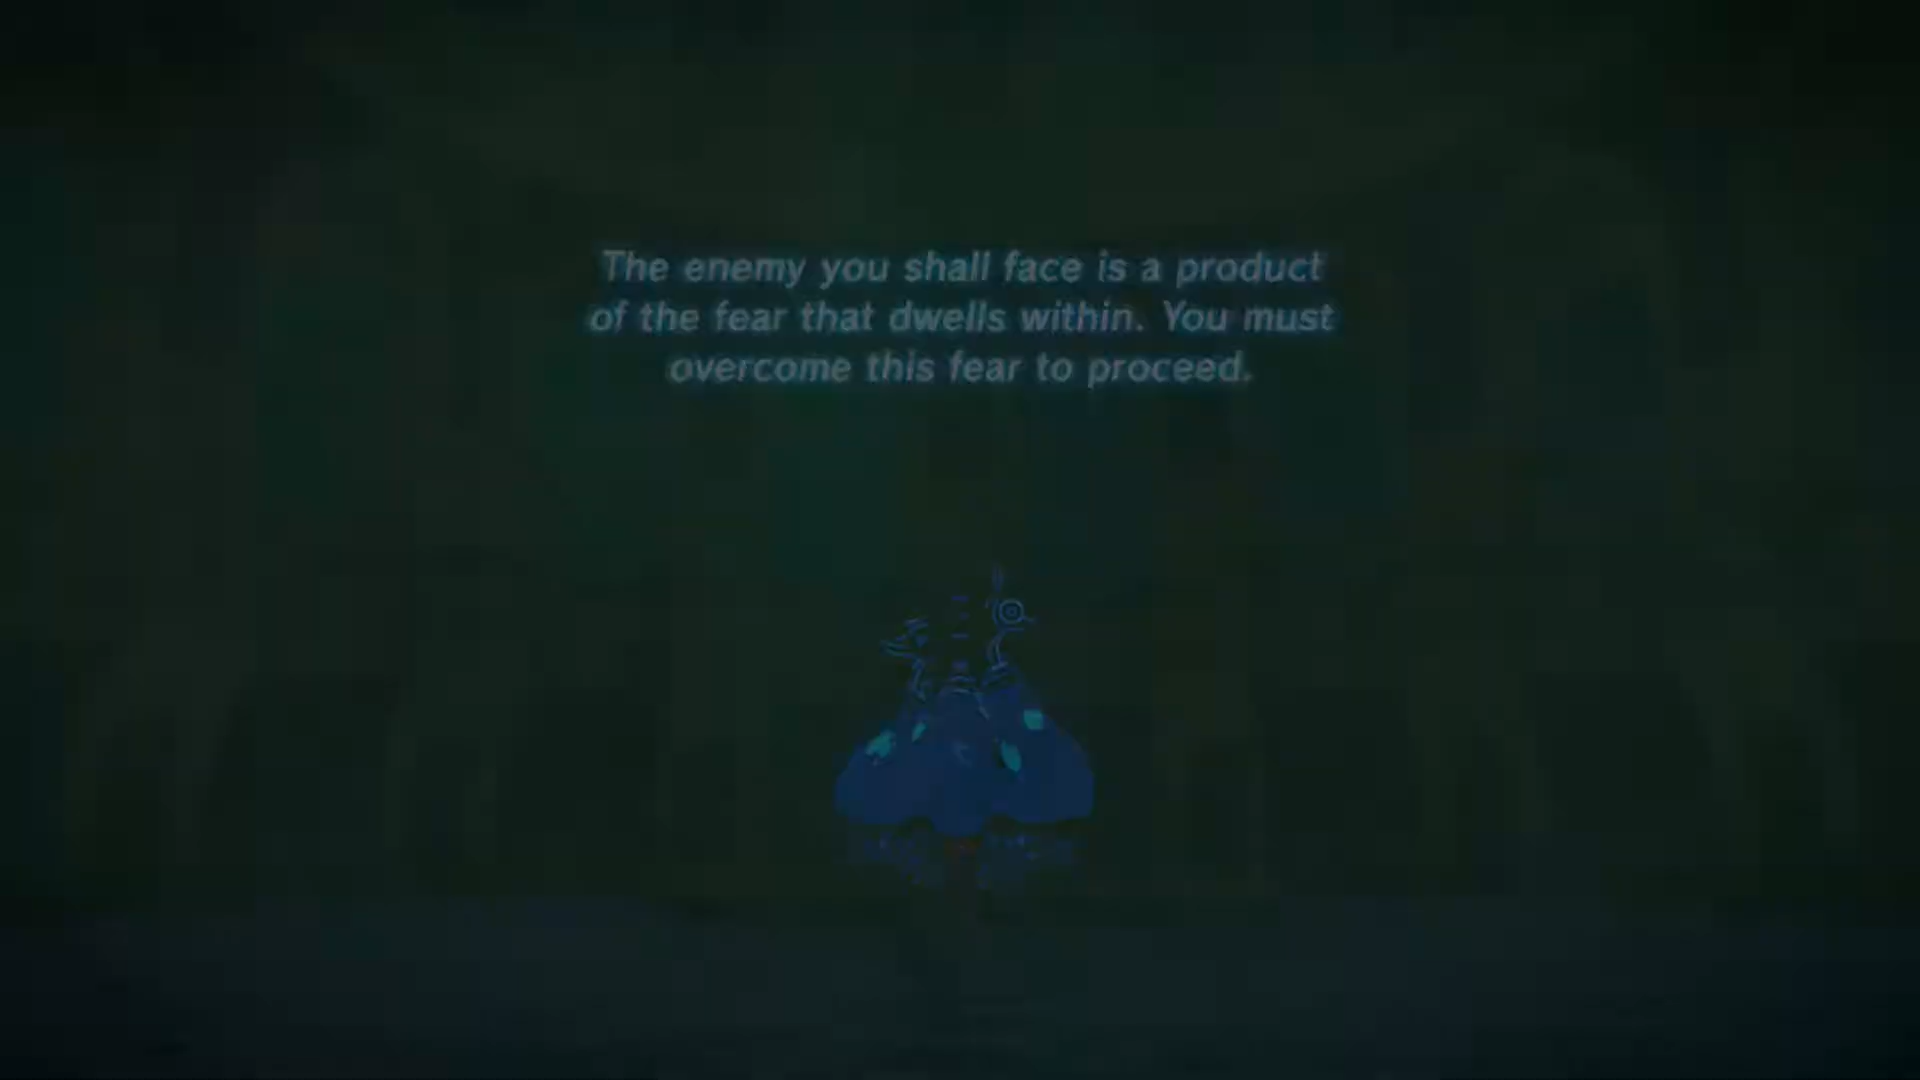 The enemy you shall face is a product
of the fear that dwells within. You must
overcome this fear to proceed.